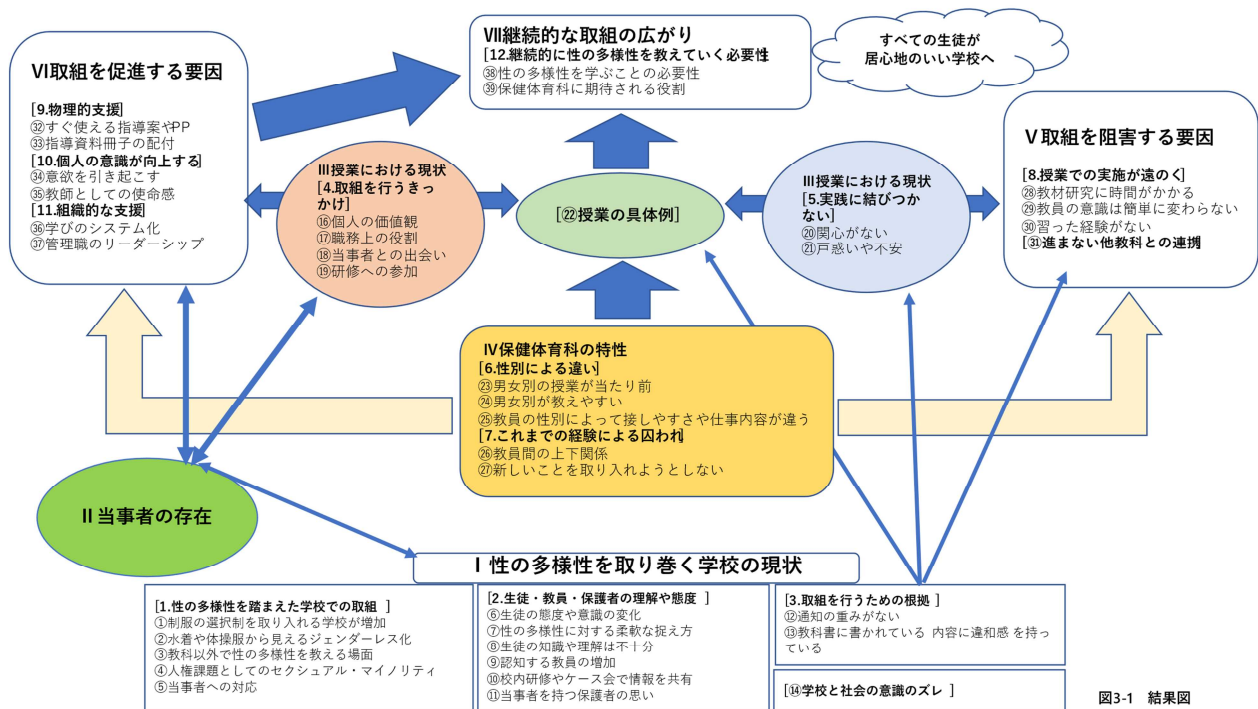 VII継続的な取組の広がり
[12.継続的に性の多様性を教えていく必要性]
㊳性の多様性を学ぶことの必要性
㊴保健体育科に期待される役割
すべての生徒が
居心地のいい学校へ
VI取組を促進する要因
[9.物理的支援]
㉜すぐ使える指導案やPP
㉝指導資料冊子の配付
[10.個人の意識が向上する]
㉞意欲を引き起こす
㉟教師としての使命感
[11.組織的な支援]
㊱学びのシステム化
㊲管理職のリーダーシップ
III授業における現状
[4.取組を行うきっ
かけ]
⑯個人の価値観
⑰職務上の役割
⑱当事者との出会い
⑲研修への参加
[㉒授業の具体例]
III授業における現状
[5.実践に結びつか
ない]
⑳関心がない
㉑戸惑いや不安
V取組を阻害する要因
[8.授業での実施が遠のく]
㉘教材研究に時間がかかる
㉙教員の意識は簡単に変わらない
㉚習った経験がない
[㉛進まない他教科との連携]
IV保健体育科の特性
[6.性別による違い]
㉓男女別の授業が当たり前
㉔男女別が教えやすい
㉕教員の性別によって接しやすさや仕事内容が違う
[7.これまでの経験による囚われ]
㉖教員間の上下関係
㉗新しいことを取り入れようとしない
II当事者の存在
I 性の多様性を取り巻く学校の現状
[1.性の多様性を踏まえた学校での取組 ]
①制服の選択制を取り入れる学校が増加
②水着や体操服から見えるジェンダーレス化
③教科以外で性の多様性を教える場面
④人権課題としてのセクシュアル・マイノリティ
⑤当事者への対応
[2.生徒・教員・保護者の理解や態度 ]
⑥生徒の態度や意識の変化
⑦性の多様性に対する柔軟な捉え方
⑧生徒の知識や理解は不十分
⑨認知する教員の増加
⑩校内研修やケース会で情報を共有
⑪当事者を持つ保護者の思い
[3.取組を行うための根拠 ]
⑫通知の重みがない
⑬教科書に書かれている 内容に違和感 を持っ
ている
[⑭学校と社会の意識のズレ ]
図3-1 結果図